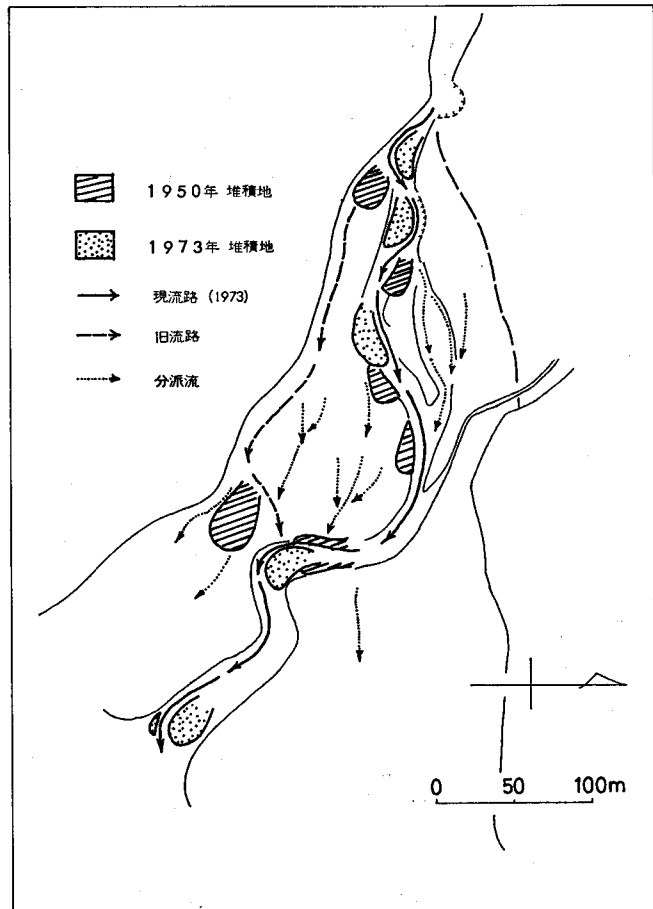 1950年 堆積地
1973年 堆積地
現流路 (1973)
旧流路
分派流
0 50 100m